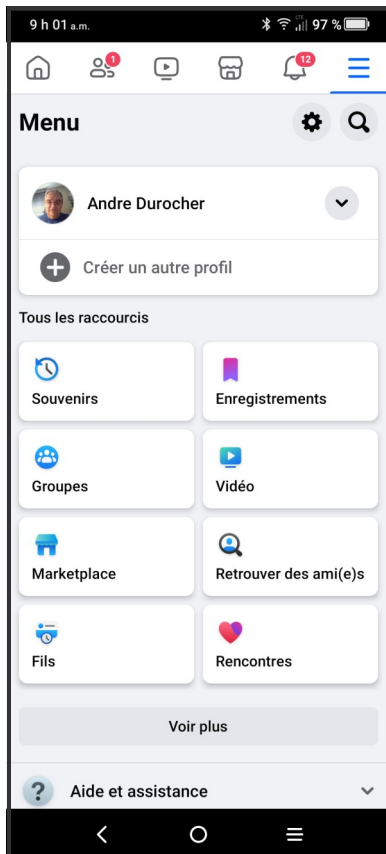 9 h 01 a.m. LTE 97 %
1 12
Menu
Andre Durocher
Créer un autre profil
Tous les raccourcis
Souvenirs Enregistrements
Groupes Vidéo
Marketplace Retrouver des ami(e)s
Fils Rencontres
Voir plus
? Aide et assistance